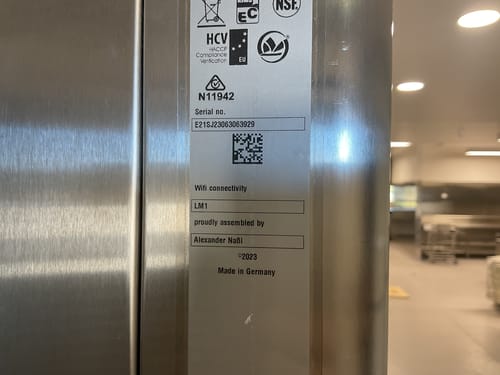 EC
NSF.
HCV
HACCP
Compliance
Verification
EU
N11942
Serial no.
E21SJ23063063929
Wifi connectivity
LM1
proudly assembled by
Alexander Naßl
©2023
Made in Germany